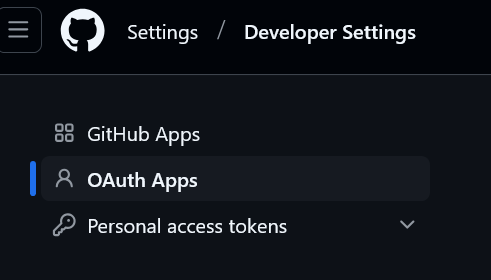 Settings / Developer Settings
GitHub Apps
OAuth Apps
Personal access tokens